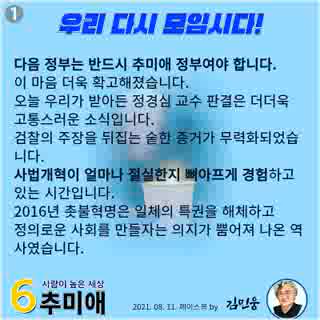 1
우리 다시 모입시다!
다음 정부는 반드시 추미애 정부여야 합니다.
이 마음 더욱 확고해졌습니다.
오늘 우리가 받아든 정경심 교수 판결은 더더욱
고통스러운 소식입니다.
검찰의 주장을 뒤집는 숱한 증거가 무력화되었습
니다.
사법개혁이 얼마나 절실한지 뼈아프게 경험하고
있는 시간입니다.
2016년 촛불혁명은 일체의 특권을 해체하고
정의로운 사회를 만들자는 의지가 뿜어져 나온 역
사였습니다.
사람이 높은 세상
6 추미애
2021. 08. 11. 페이스북 by 김민웅